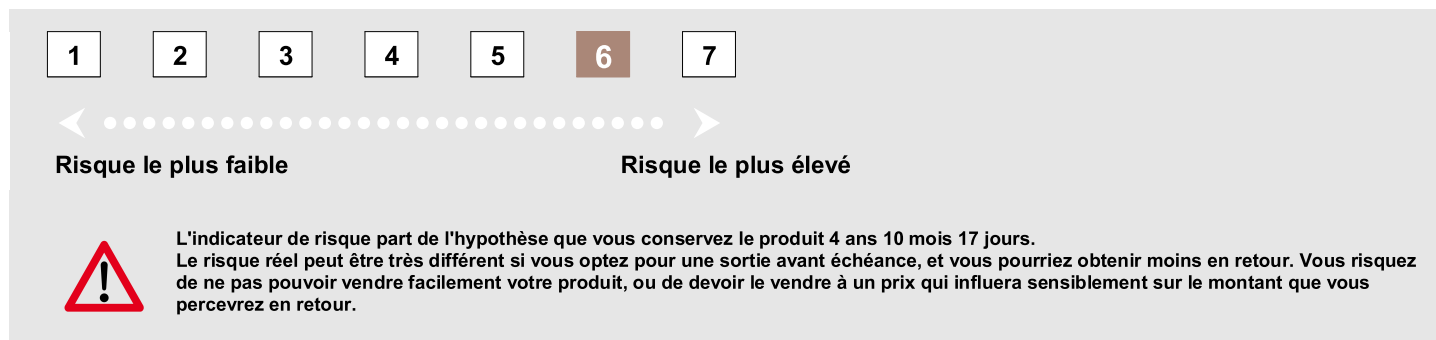 1 2 3 4 5 6 7
Risque le plus faible Risque le plus élevé
L'indicateur de risque part de l'hypothèse que vous conservez le produit 4 ans 10 mois 17 jours.
Le risque réel peut être très différent si vous optez pour une sortie avant échéance, et vous pourriez obtenir moins en retour. Vous risquez
de ne pas pouvoir vendre facilement votre produit, ou de devoir le vendre à un prix qui influera sensiblement sur le montant que vous
percevrez en retour.